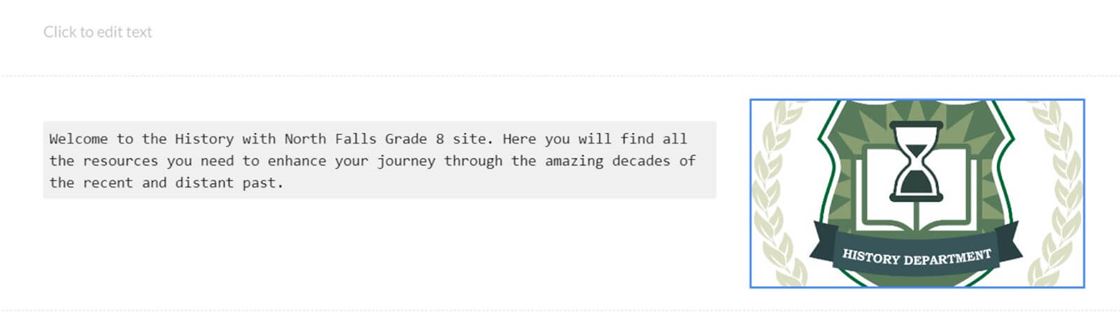 Click to edit text
Welcome to the History with North Falls Grade 8 site. Here you will find all
the resources you need to enhance your journey through the amazing decades of
the recent and distant past.
HISTORY DEPARTMENT